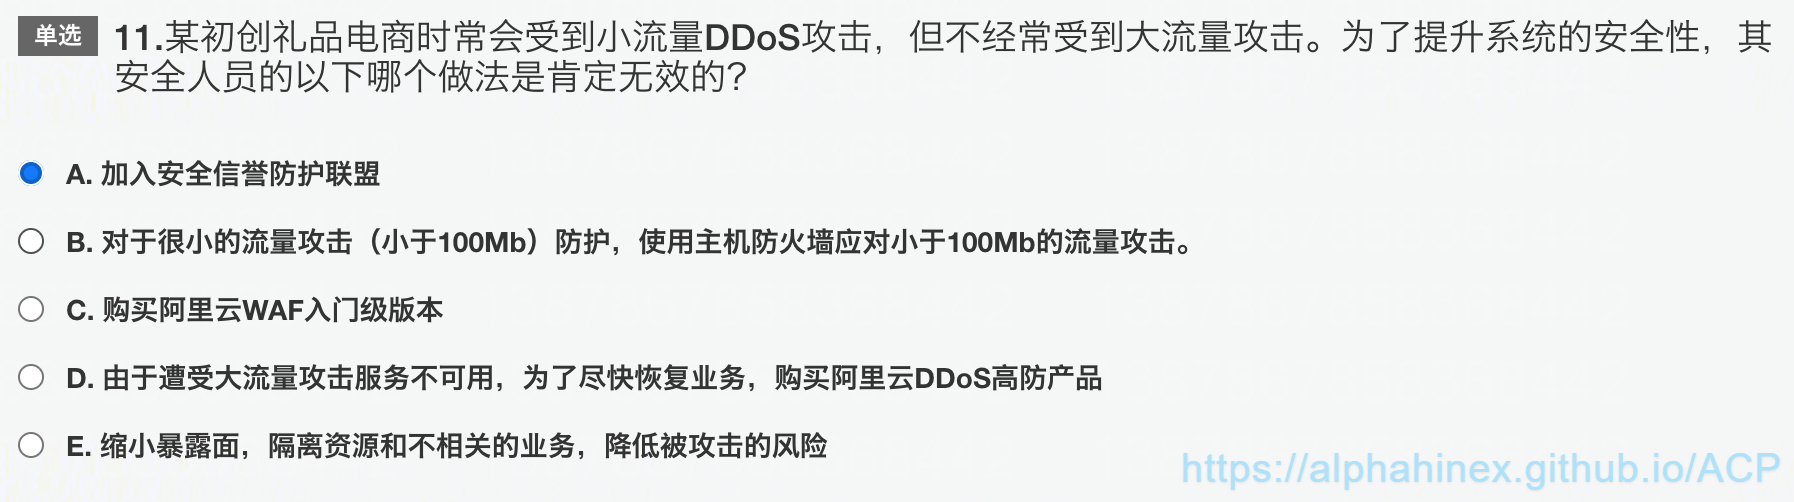 单选 11.某初创礼品电商时常会受到小流量DDoS攻击，但不经常受到大流量攻击。为了提升系统的安全性，其
安全人员的以下哪个做法是肯定无效的？
A. 加入安全信誉防护联盟
B. 对于很小的流量攻击（小于100Mb）防护，使用主机防火墙应对小于100Mb的流量攻击。
C. 购买阿里云WAF入门级版本
D. 由于遭受大流量攻击服务不可用，为了尽快恢复业务，购买阿里云DDoS高防产品
E. 缩小暴露面，隔离资源和不相关的业务，降低被攻击的风险
https://alphahinex.github.io/ACP